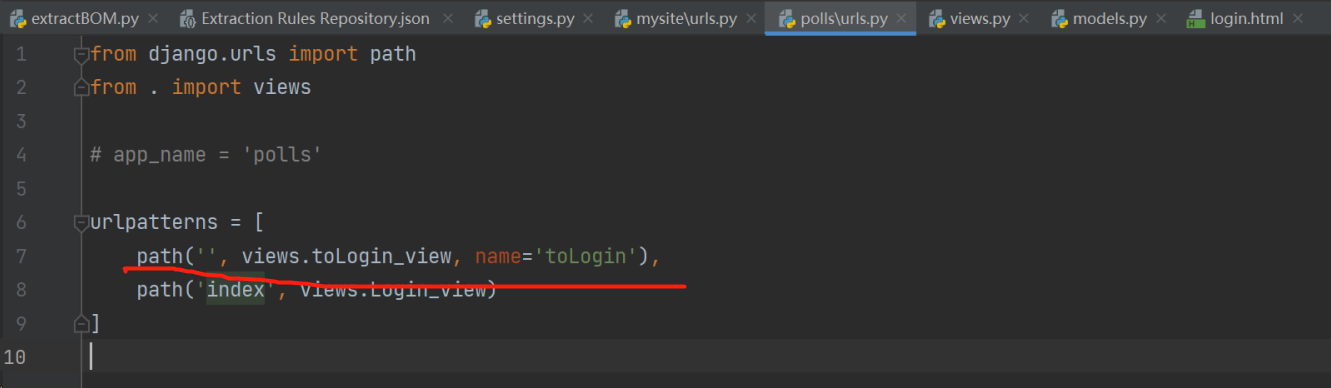 extractBOM.py Extraction Rules Repository.json settings.py mysite\urls.py polls\urls.py views.py models.py login.html
1 from django.urls import path
2 from . import views
3
4 # app_name = 'polls'
5
6 urlpatterns = [
7 path('', views.toLogin_view, name='toLogin'),
8 path('index', views.Login_view)
9 ]
10